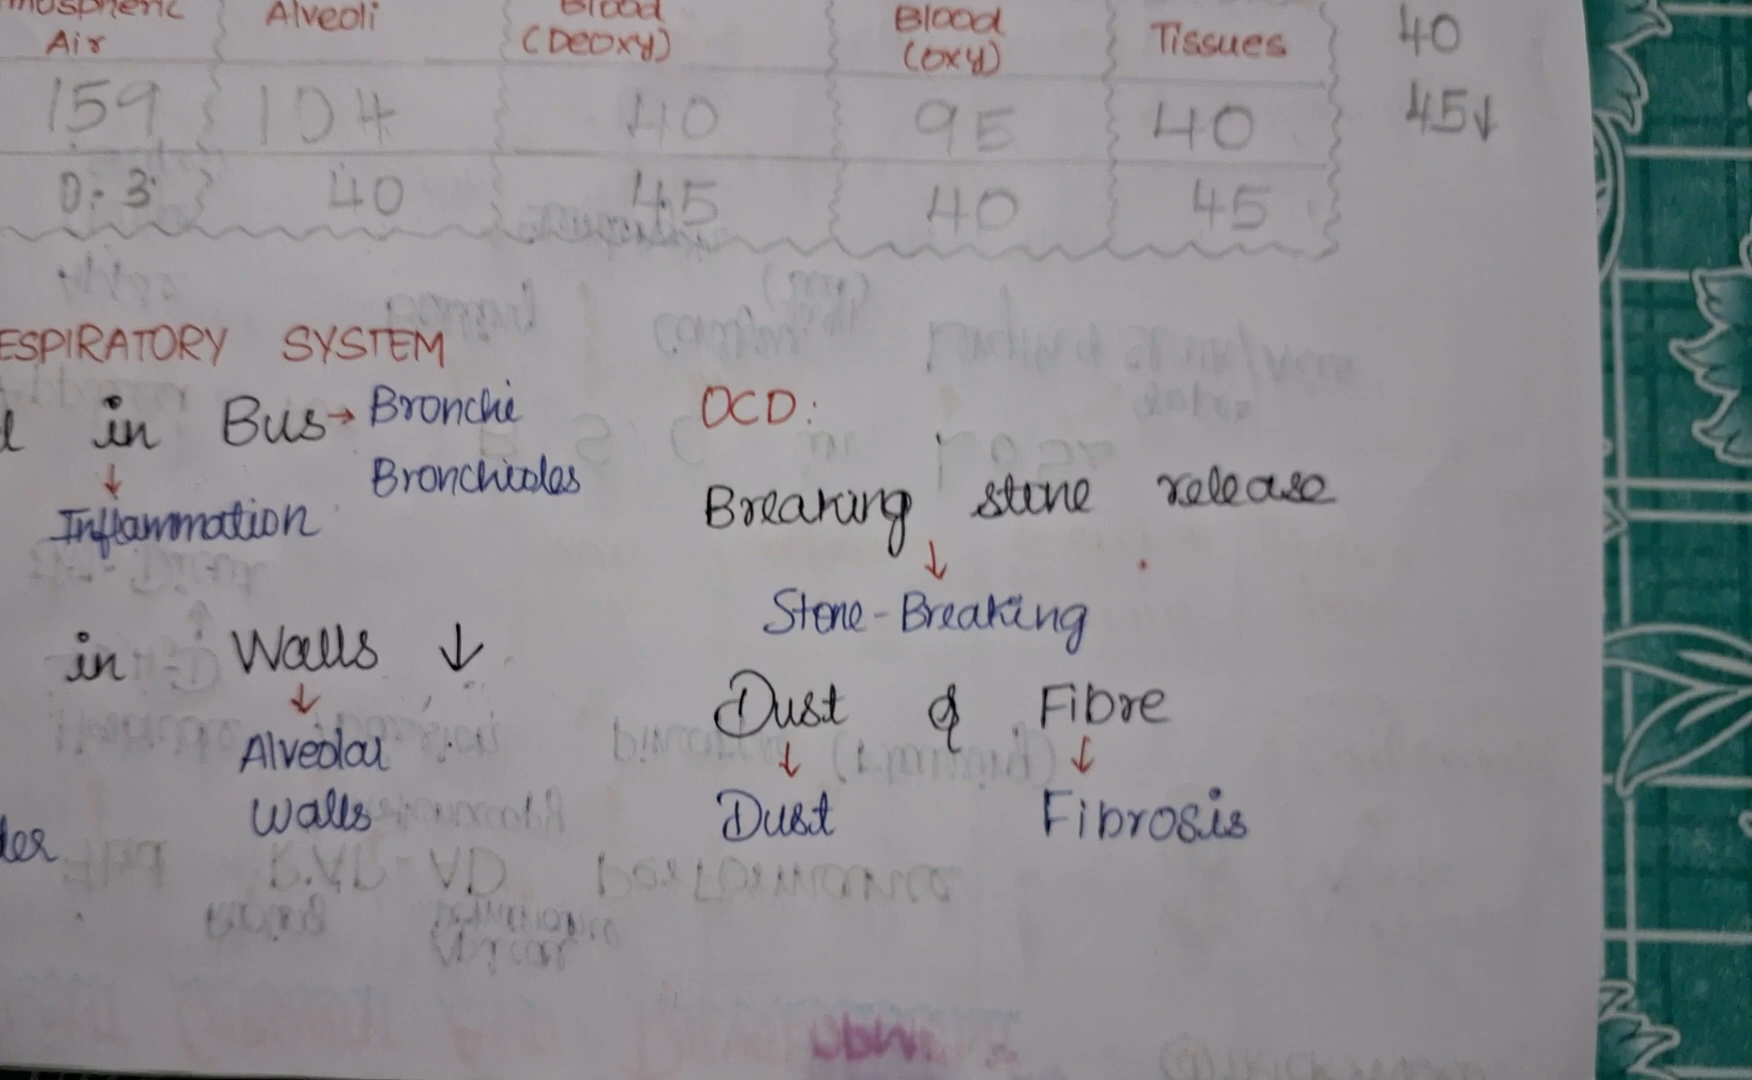 Alveoli
Blood
Blood
Air
(Deoxy)
(oxy)
Tissues
40
159
104
40
95
40
45↓
0.3
40
45
40
45
ESPIRATORY SYSTEM
in Bus → Bronchi
OCD:
↓
Bronchioles
Inflammation
Breaking stone release
↓
Stone-Breaking
in Walls ↓
↓
Dust & Fibre
Alveolar
↓
↓
Walls
Dust
Fibrosis